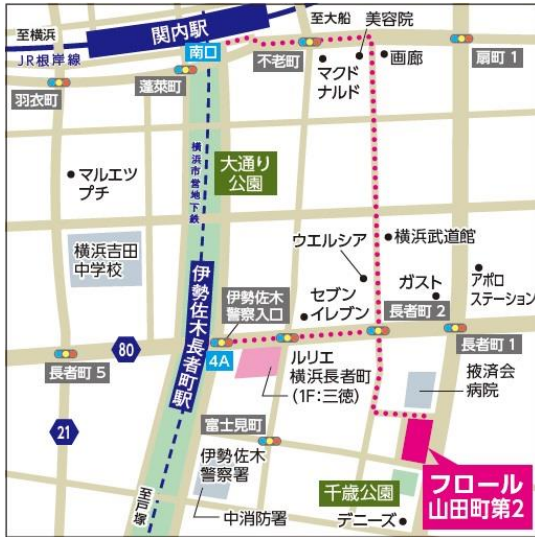 至横浜
関内駅
至大船
美容院
JR根岸線
南口
不老町
マクド
ナルド
画廊
扇町 1
羽衣町
蓬莱町
横浜市営地下鉄
大通り
公園
マルエツ
プチ
横浜吉田
中学校
ウエルシア
横浜武道館
伊勢佐木長者町駅
伊勢佐木
警察入口
セブン
イレブン
ガスト
アポロ
ステーション
長者町 2
長者町 1
80
長者町 5
4A
ルリエ
横浜長者町
(1F:三徳)
掖済会
病院
21
富士見町
伊勢佐木
警察署
千歳公園
フロール
山田町第2
至戸塚
中消防署
デニーズ